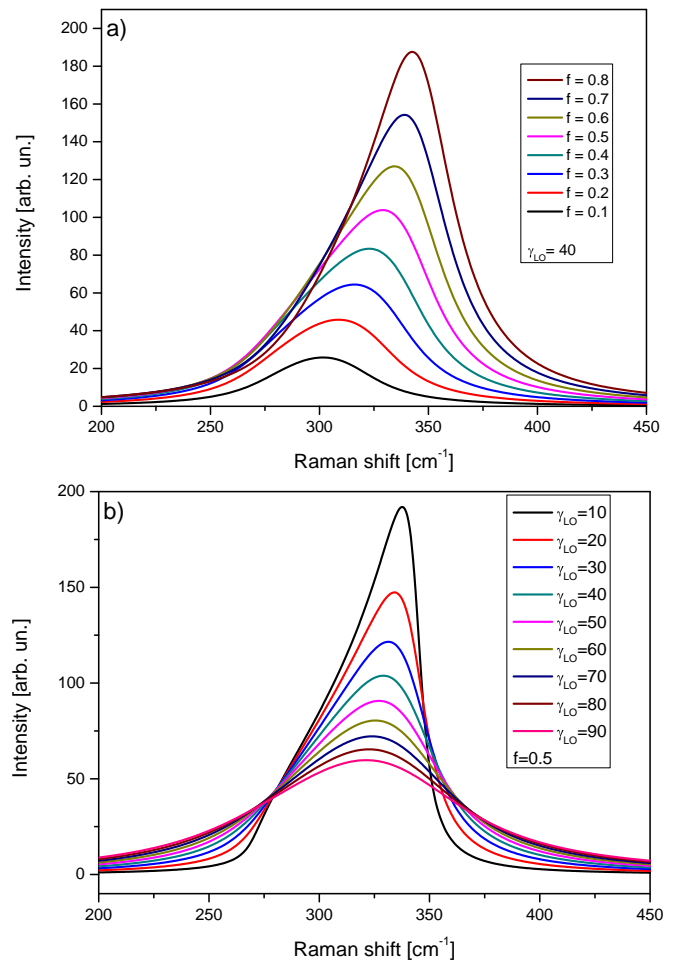 a)
200
180
160
140
120
100
80
60
40
20
0
Intensity [arb. un.]
f = 0.8
f = 0.7
f = 0.6
f = 0.5
f = 0.4
f = 0.3
f = 0.2
f = 0.1
γLO= 40
200 250 300 350 400 450
Raman shift [cm-1]
b)
200
150
100
50
0
Intensity [arb. un.]
γLO=10
γLO=20
γLO=30
γLO=40
γLO=50
γLO=60
γLO=70
γLO=80
γLO=90
f=0.5
200 250 300 350 400 450
Raman shift [cm-1]